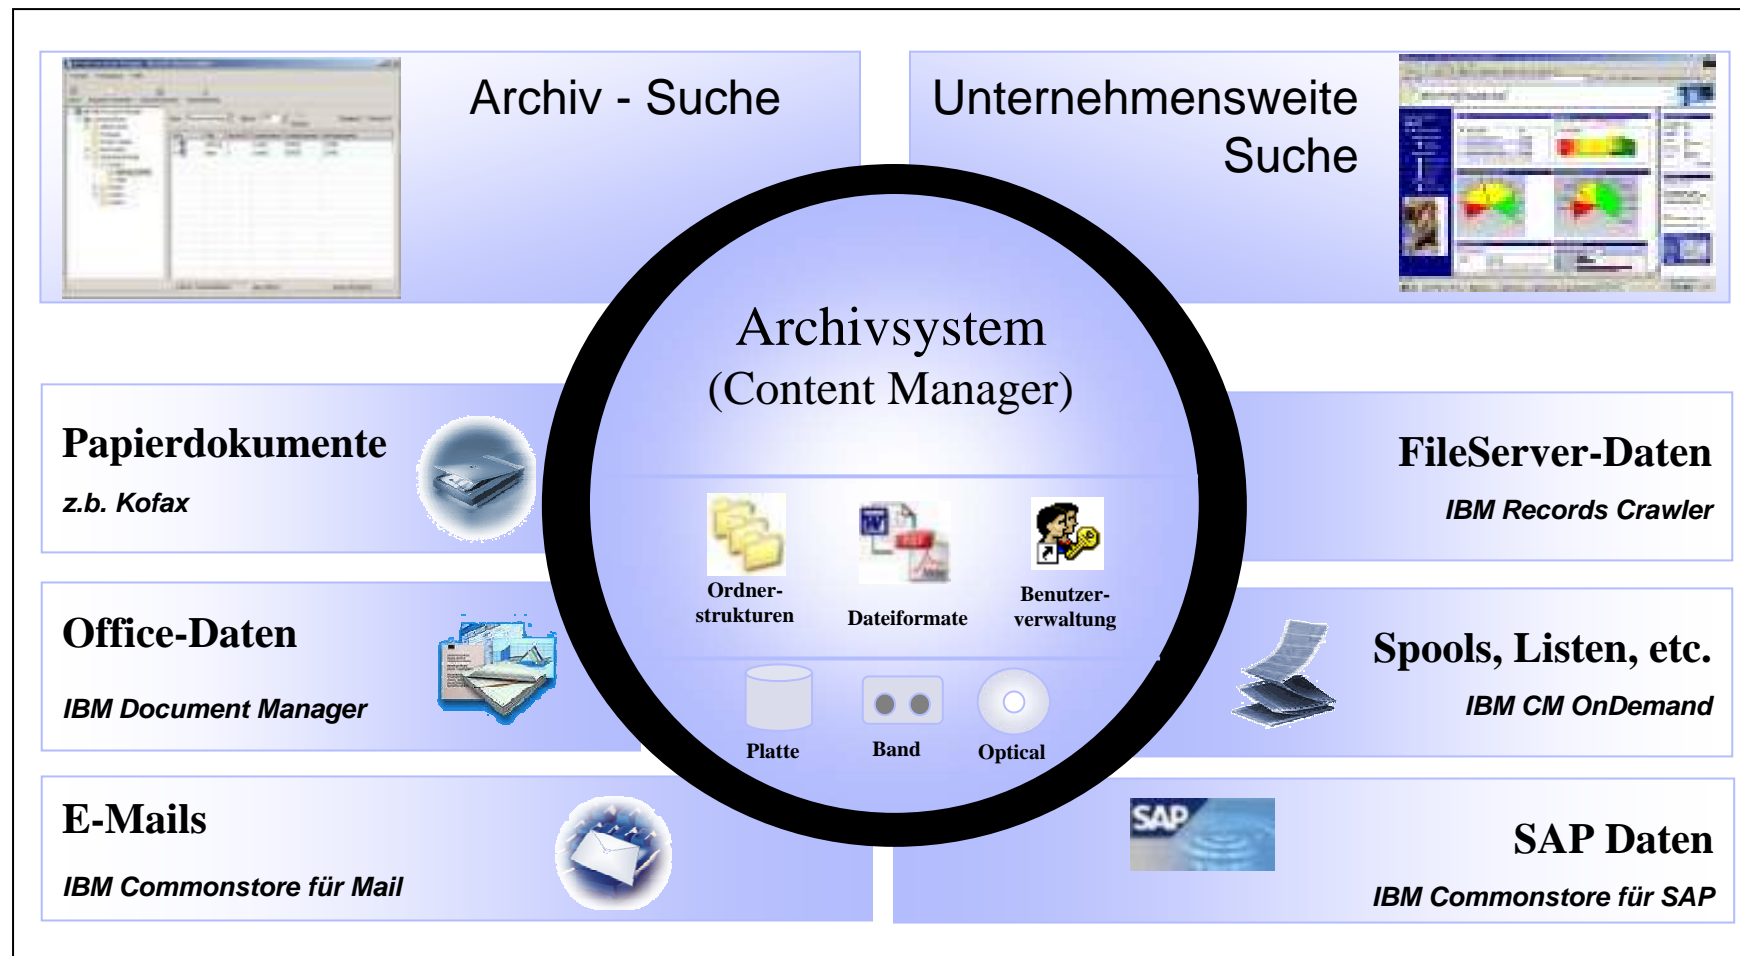 Archiv - Suche
Unternehmensweite
Suche
Archivsystem
(Content Manager)
Papierdokumente
z.b. Kofax
FileServer-Daten
IBM Records Crawler
Ordner-
strukturen
Dateiformate
Benutzer-
verwaltung
Office-Daten
IBM Document Manager
Spools, Listen, etc.
IBM CM OnDemand
Platte
Band
Optical
E-Mails
IBM Commonstore für Mail
SAP
SAP Daten
IBM Commonstore für SAP